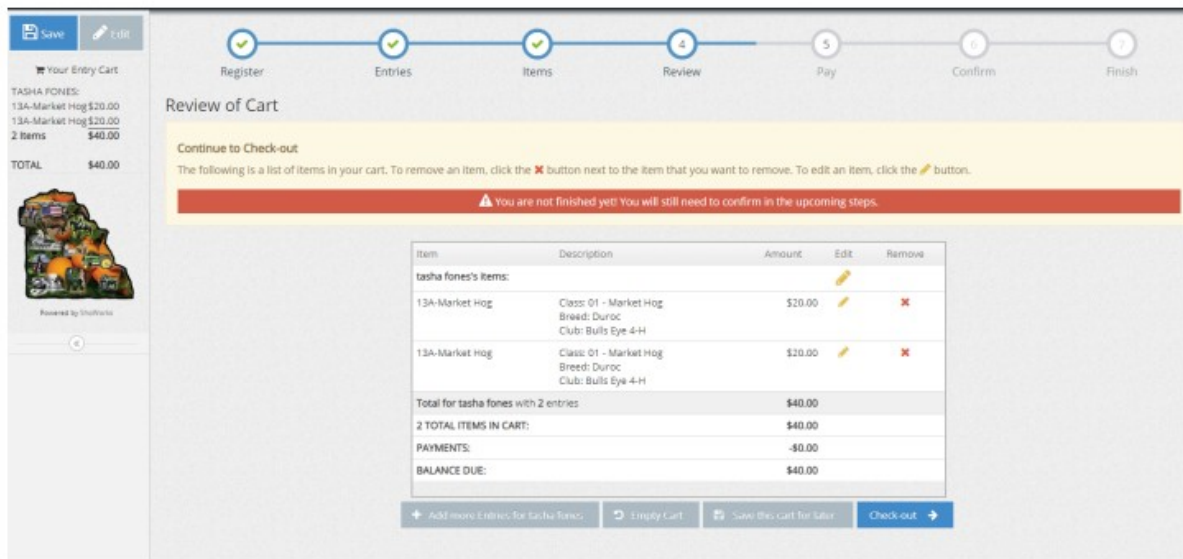 Save
Edit
Your Entry Cart
TASHA FONES:
13A-Market Hog $20.00
13A-Market Hog $20.00
2 Items $40.00
TOTAL $40.00
Powered by ShoWorks
4
5
6
7
Register
Entries
Items
Review
Pay
Confirm
Finish
Review of Cart
Continue to Check-out
The following is a list of items in your cart. To remove an item, click the button next to the item that you want to remove. To edit an item, click the button.
You are not finished yet! You will still need to confirm in the upcoming steps.
Item Description Amount Edit Remove
tasha fones's items:
13A-Market Hog Class: 01 - Market Hog $20.00
Breed: Duroc
Club: Bulls Eye 4-H
13A-Market Hog Class: 01 - Market Hog $20.00
Breed: Duroc
Club: Bulls Eye 4-H
Total for tasha fones with 2 entries $40.00
2 TOTAL ITEMS IN CART: $40.00
PAYMENTS: -$0.00
BALANCE DUE: $40.00
Add more Entries for tasha fones
Empty Cart
Save this cart for later
Check-out